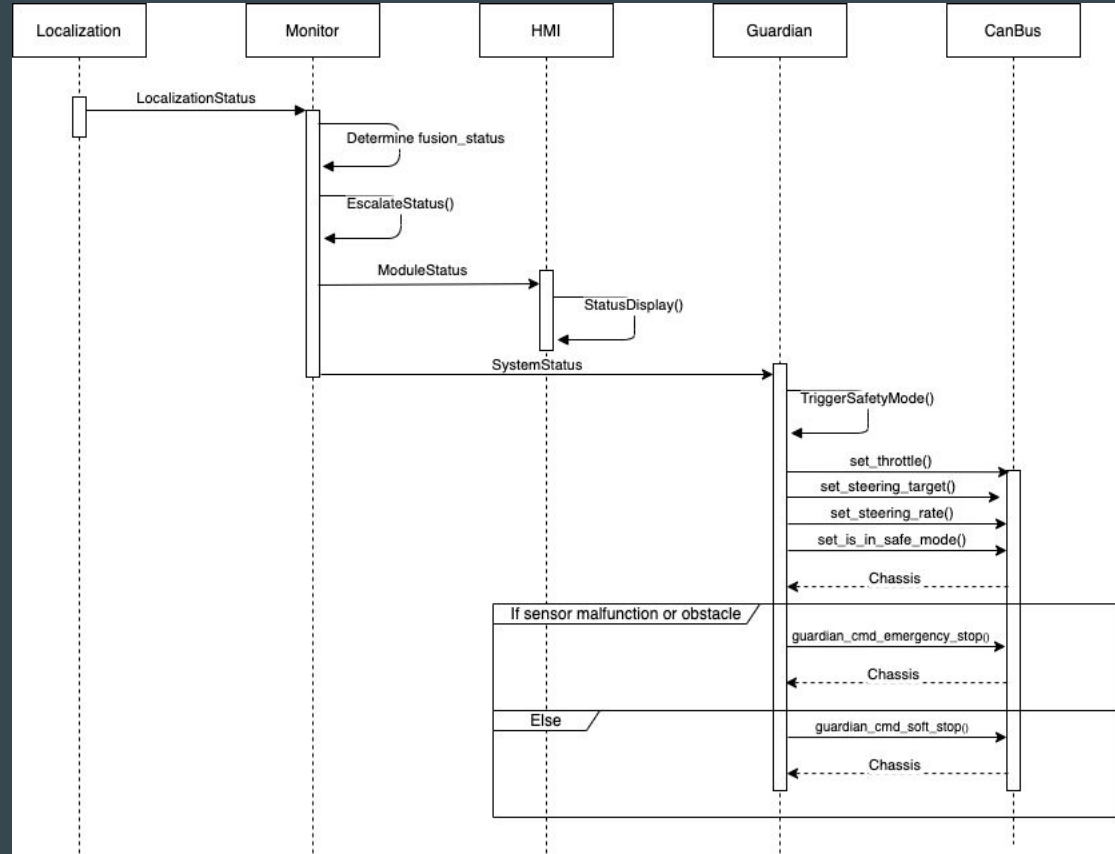 Localization
Monitor
HMI
Guardian
CanBus
LocalizationStatus
Determine fusion_status
EscalateStatus()
ModuleStatus
StatusDisplay()
SystemStatus
TriggerSafetyMode()
set_throttle()
set_steering_target()
set_steering_rate()
set_is_in_safe_mode()
Chassis
If sensor malfunction or obstacle
guardian_cmd_emergency_stop()
Chassis
Else
guardian_cmd_soft_stop()
Chassis